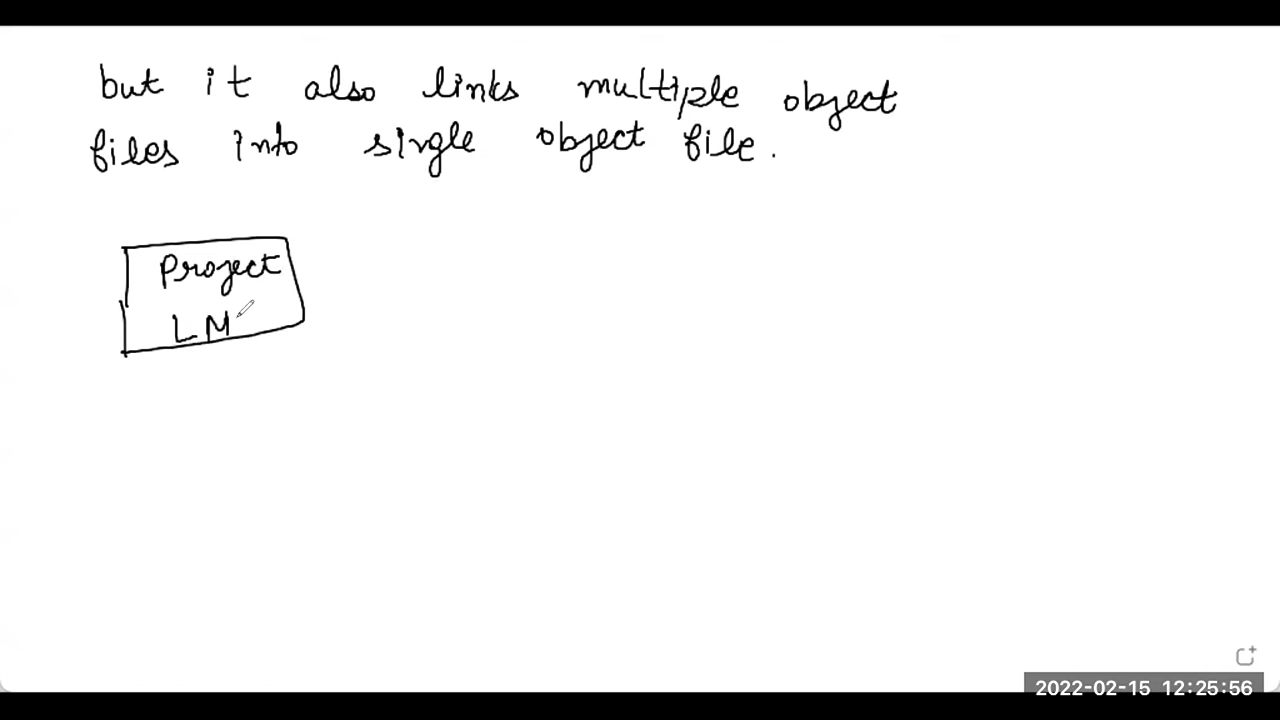 but it also links multiple object
files into single object file.
Project
LM
2022-02-15 12:25:56